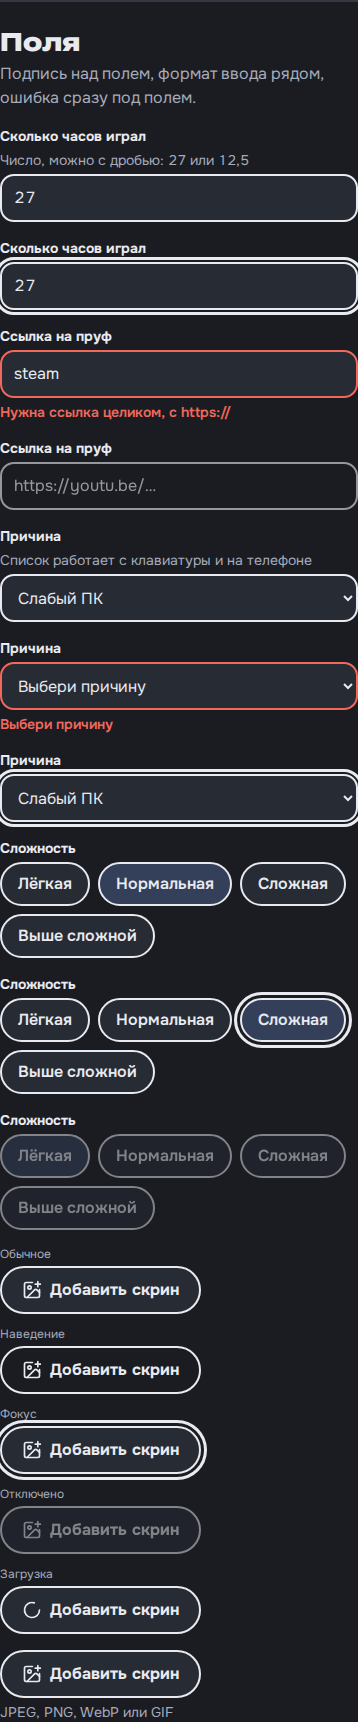 Поля
Подпись над полем, формат ввода рядом,
ошибка сразу под полем.
Сколько часов играл
Число, можно с дробью: 27 или 12,5
27
Сколько часов играл
27
Ссылка на пруф
steam
Нужна ссылка целиком, с https://
Ссылка на пруф
https://youtu.be/...
Причина
Список работает с клавиатуры и на телефоне
Слабый ПК
Причина
Выбери причину
Выбери причину
Причина
Слабый ПК
Сложность
Лёгкая Нормальная Сложная
Выше сложной
Сложность
Лёгкая Нормальная Сложная
Выше сложной
Сложность
Лёгкая Нормальная Сложная
Выше сложной
Обычное
Добавить скрин
Наведение
Добавить скрин
Фокус
Добавить скрин
Отключено
Добавить скрин
Загрузка
Добавить скрин
Добавить скрин
JPEG, PNG, WebP или GIF